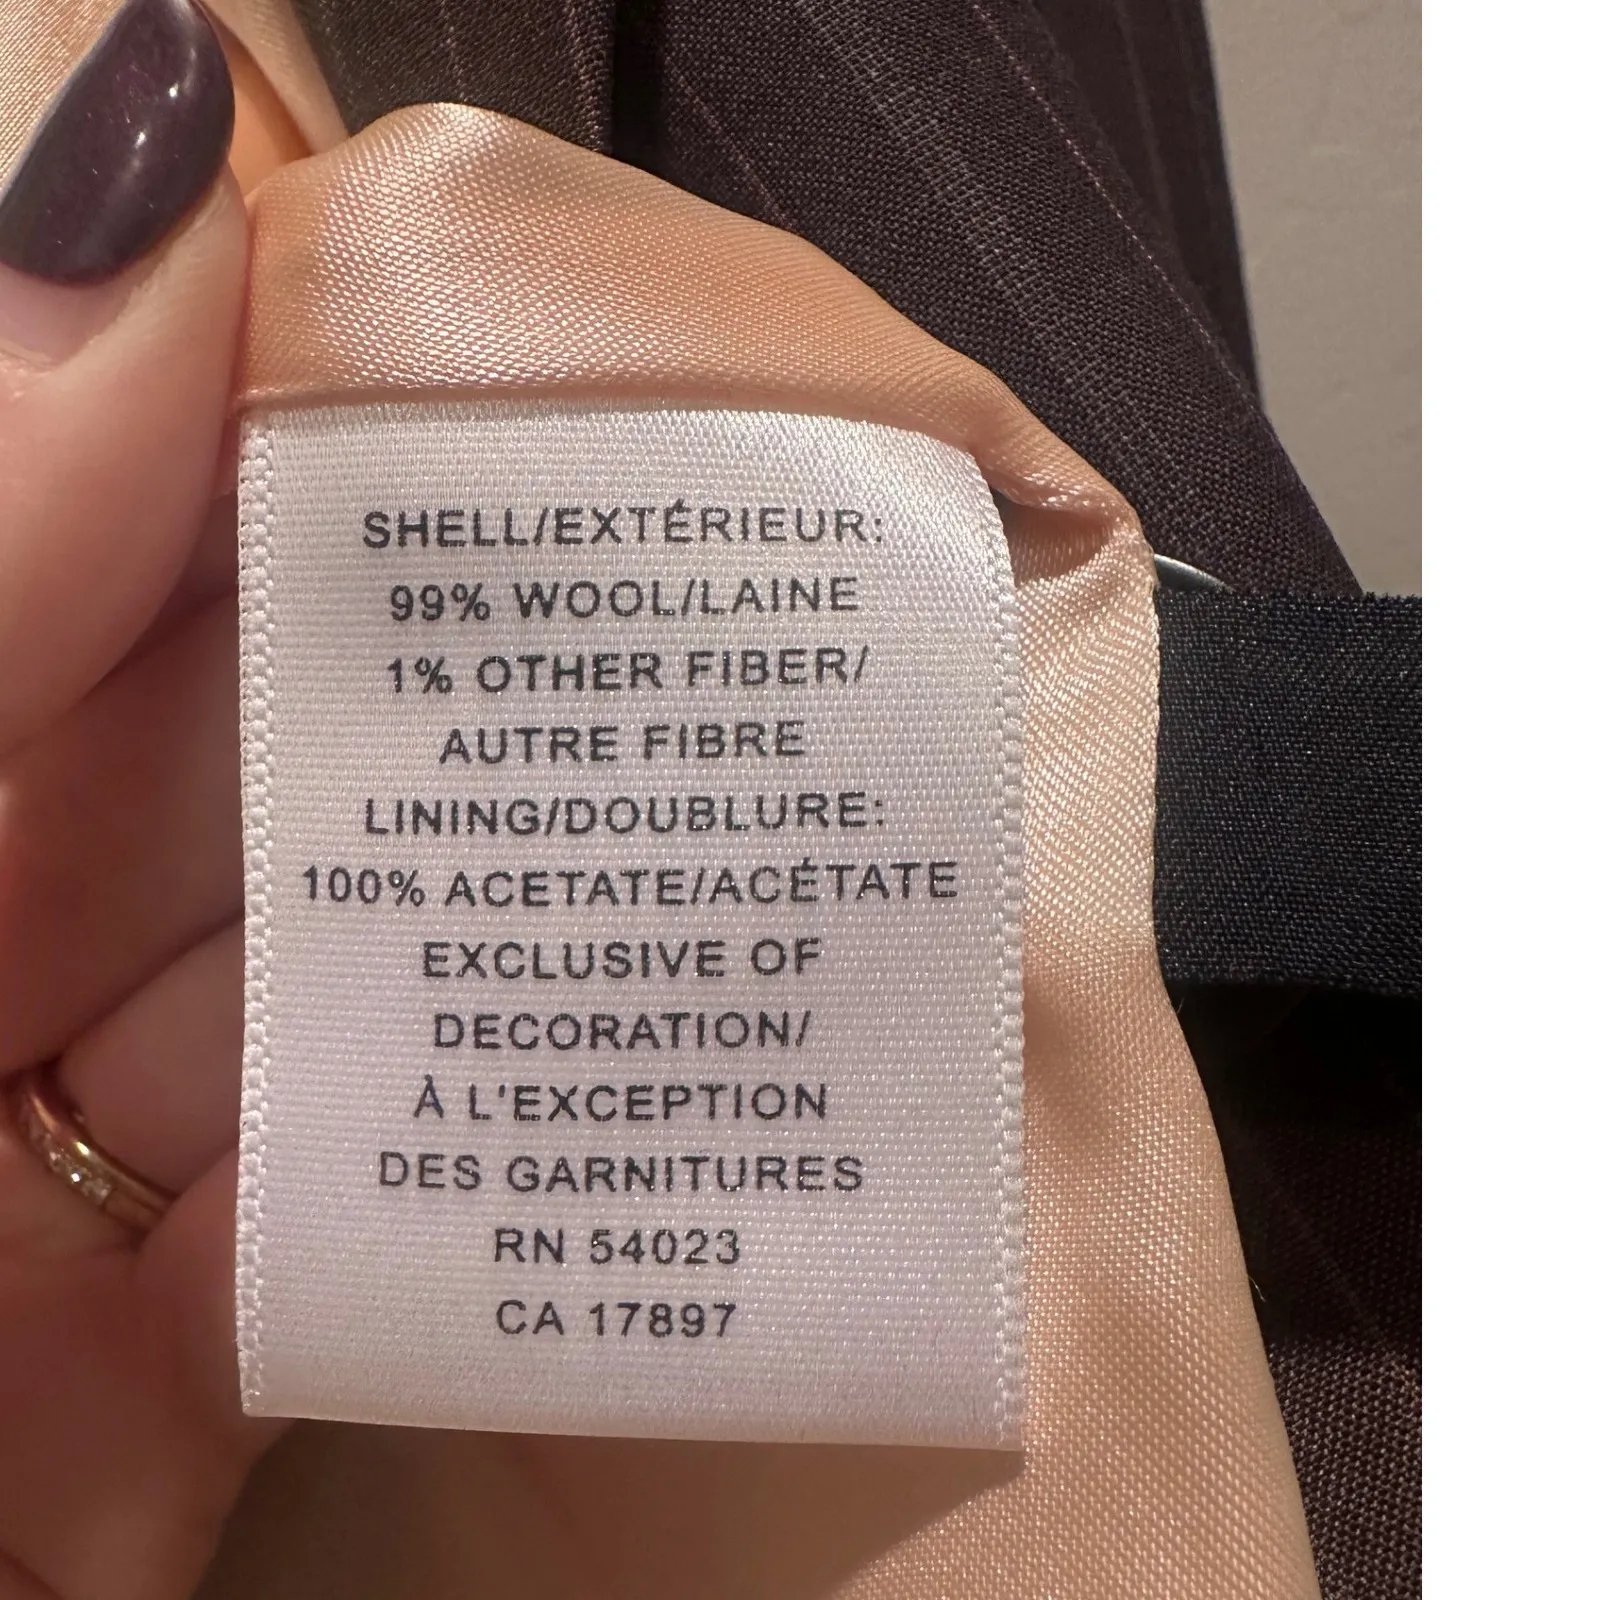 SHELL/EXTÉRIEUR:
99% WOOL/LAINE
1% OTHER FIBER/
AUTRE FIBRE
LINING/DOUBLURE:
100% ACETATE/ACÉTATE
EXCLUSIVE OF
DECORATION/
À L'EXCEPTION
DES GARNITURES
RN 54023
CA 17897